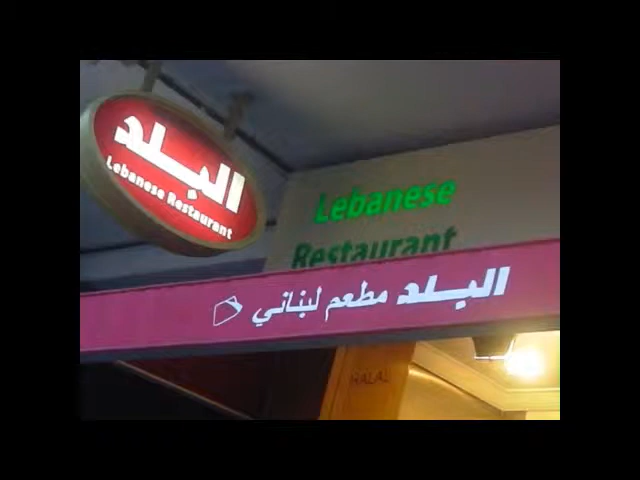 البلد
Lebanese Restaurant
Lebanese
Restaurant
البلد مطعم لبناني
HALAL